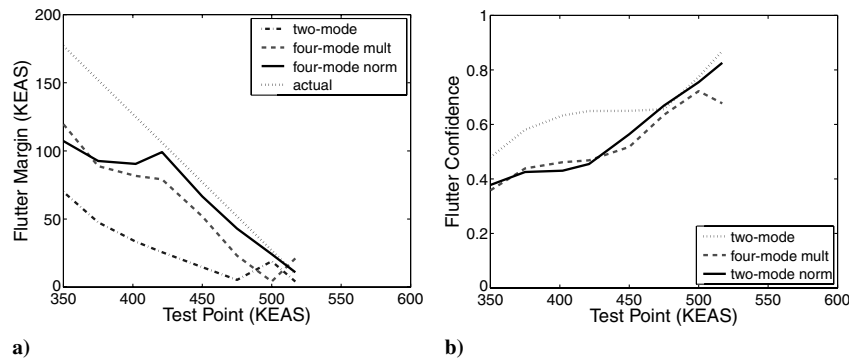 200
150
100
50
0
350 400 450 500 550 600
Flutter Margin (KEAS)
Test Point (KEAS)
two-mode
four-mode mult
four-mode norm
actual
a)
1
0.8
0.6
0.4
0.2
0
350 400 450 500 550 600
Flutter Confidence
Test Point (KEAS)
two-mode
four-mode mult
two-mode norm
b)